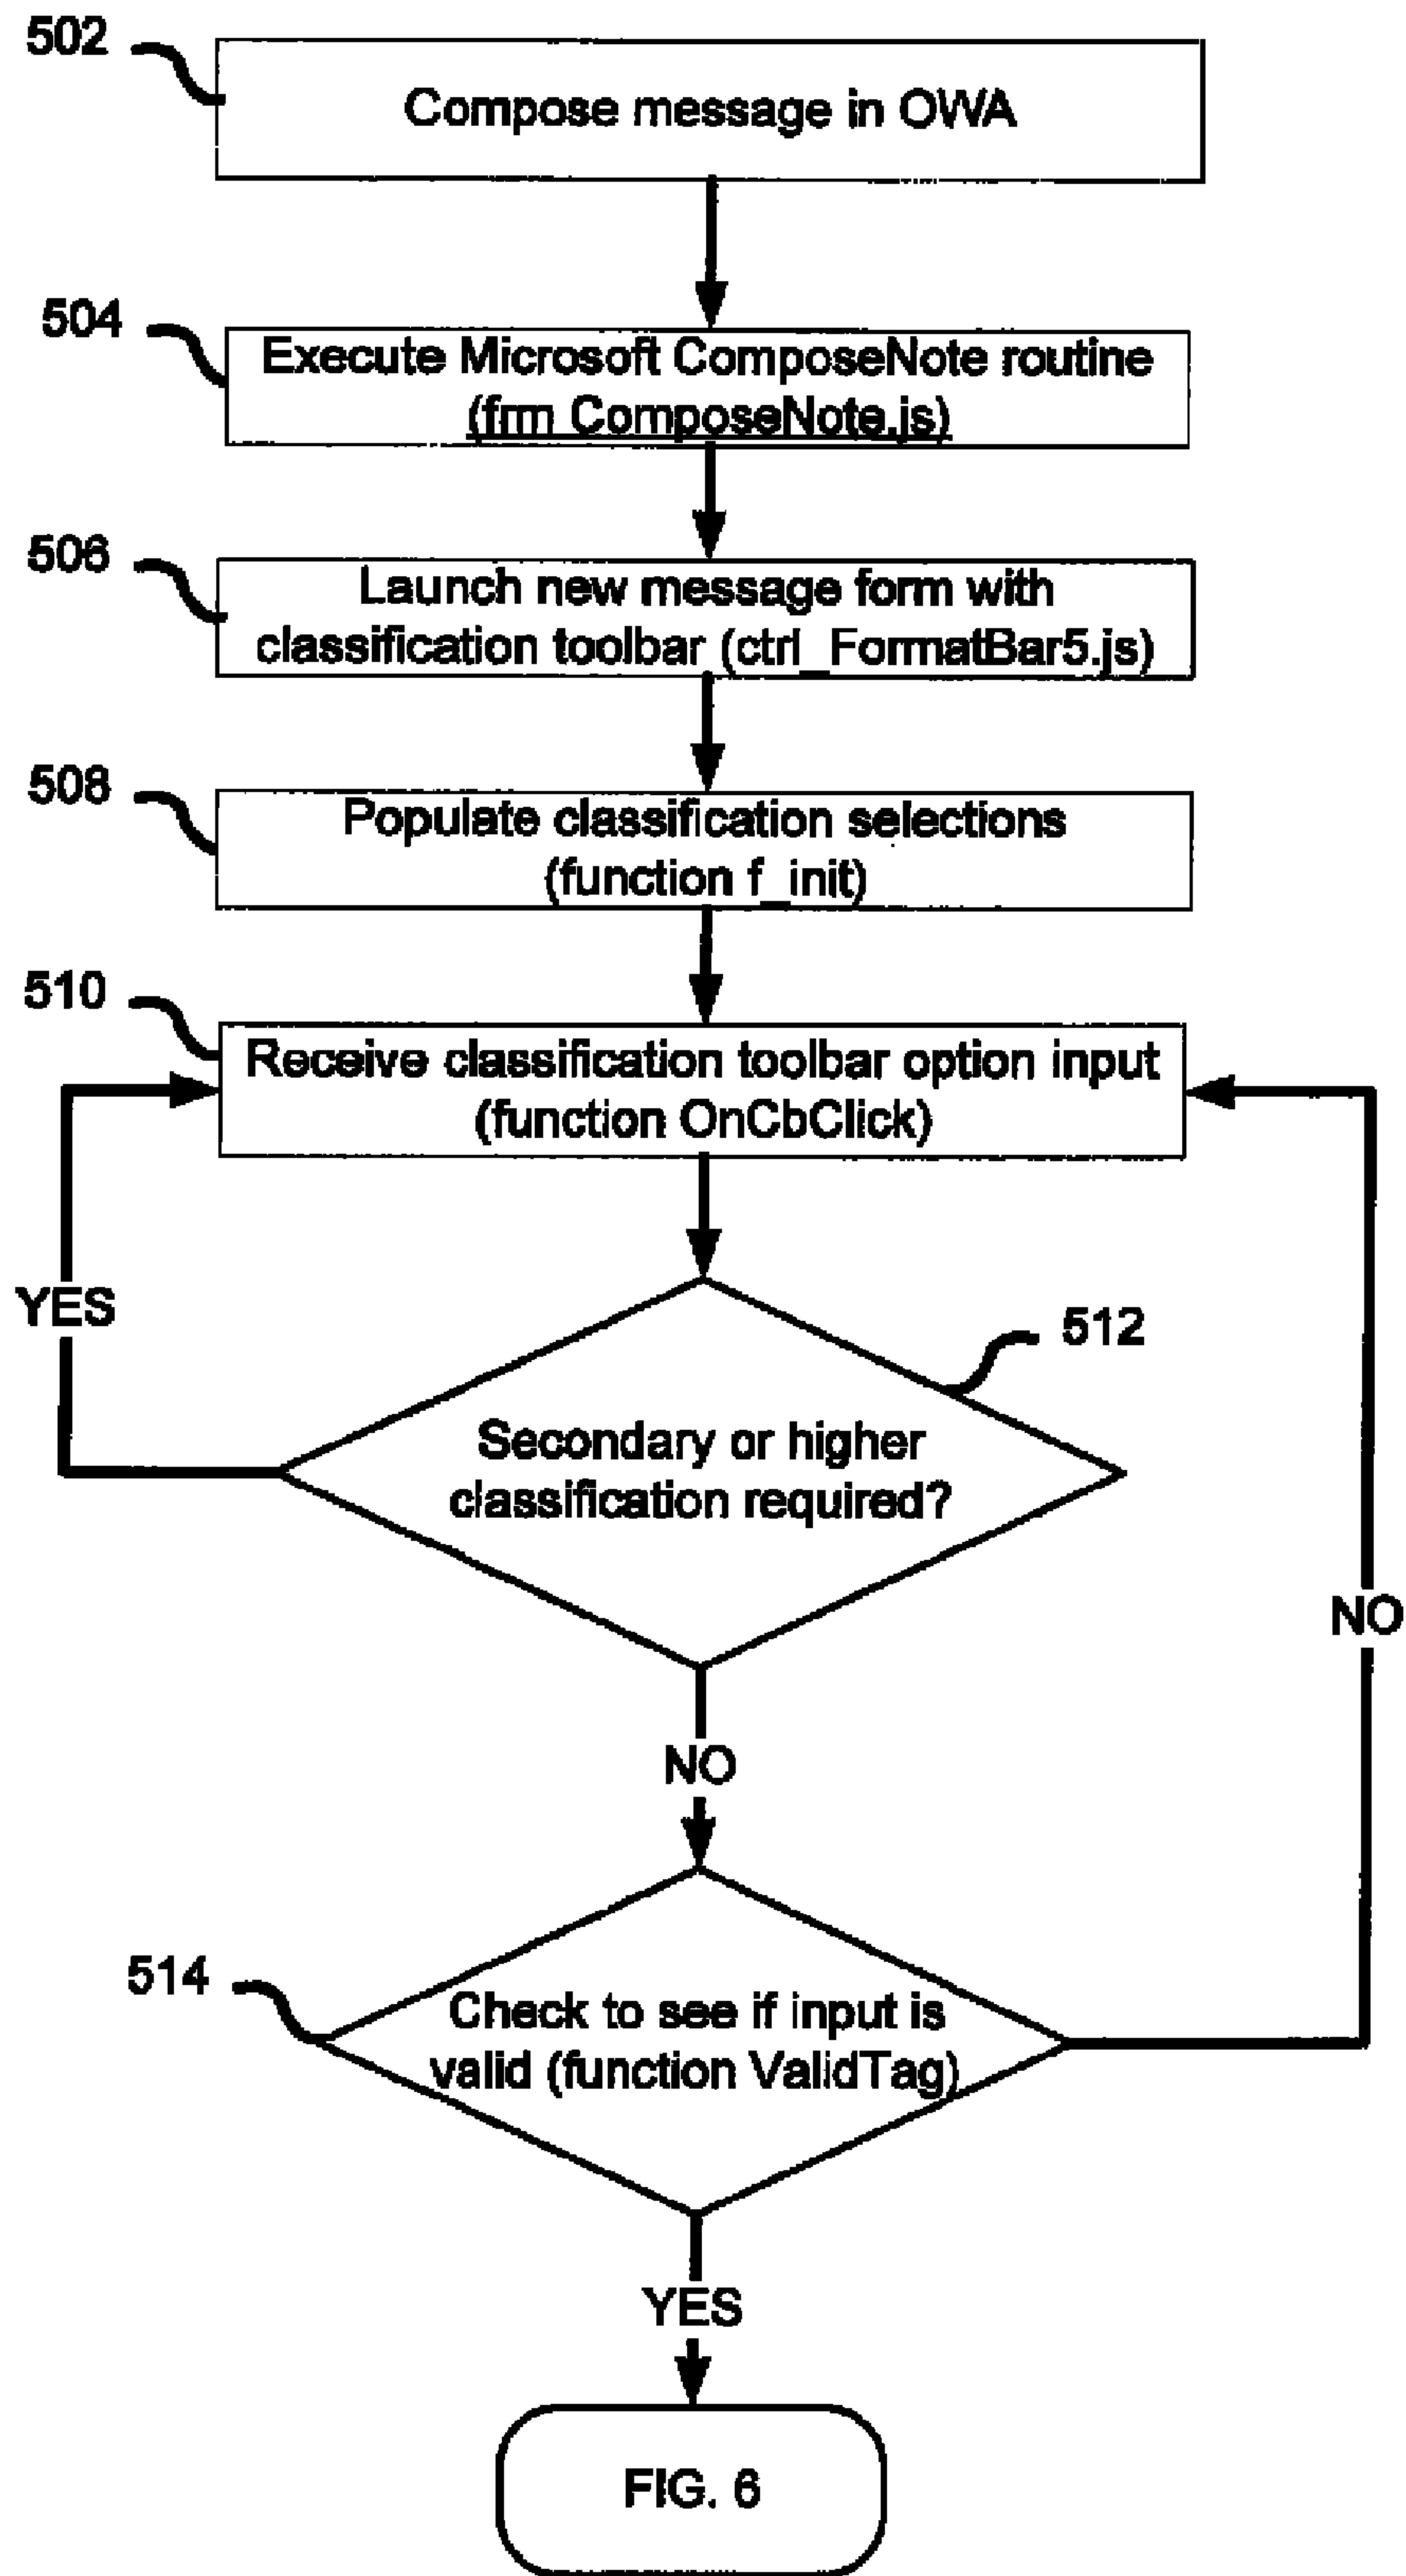 502
Compose message in OWA
504
Execute Microsoft ComposeNote routine
(frm ComposeNote.js)
506
Launch new message form with
classification toolbar (ctrl_FormatBar5.js)
508
Populate classification selections
(function f_init)
510
Receive classification toolbar option input
(function OnCbClick)
YES
512
Secondary or higher
classification required?
NO
NO
514
Check to see if input is
valid (function ValidTag)
YES
FIG. 6